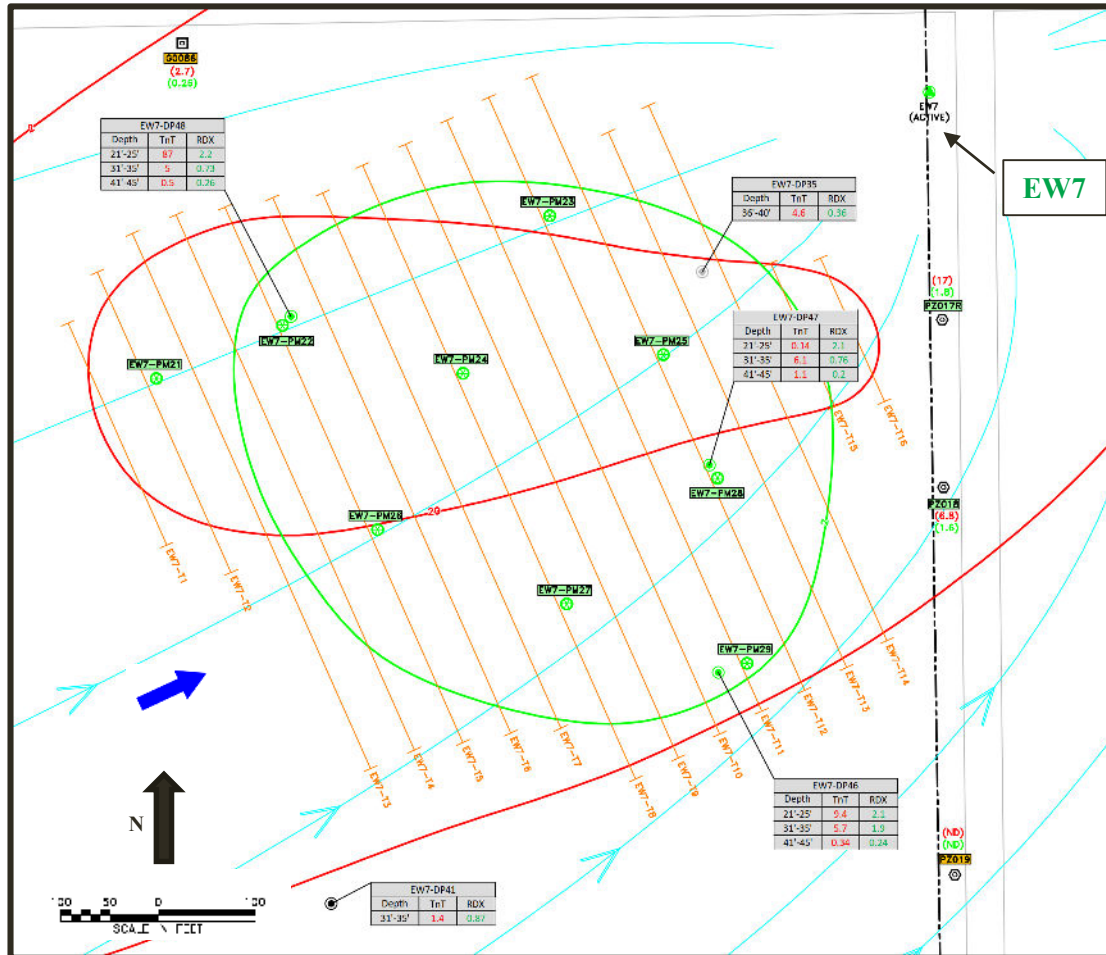 G0086
(2.7)
(0.25)
EW7
(ACTIVE)
EW7
EW7-DP48
Depth TnT RDX
21'-25' 87 2.2
31'-35' 5 0.73
41'-45' 0.5 0.26
EW7-PM23
EW7-DP35
Depth TnT RDX
36'-40' 4.6 0.36
(17)
(1.8)
PZ017R
EW7-DP47
Depth TnT RDX
21'-25' 0.14 2.1
31'-35' 6.1 0.76
41'-45' 1.1 0.2
EW7-PM22
EW7-PM21
EW7-PM24
EW7-PM25
EW7-T15
EW7-T16
EW7-PM28
PZ018
(6.8)
(1.6)
EW7-PM26
20
2
EW7-T1
EW7-T2
EW7-PM27
EW7-PM29
EW7-T14
EW7-T13
EW7-T12
EW7-T11
EW7-T10
EW7-T9
EW7-T8
EW7-T7
EW7-T6
EW7-T5
EW7-T4
EW7-T3
N
EW7-DP46
Depth TnT RDX
21'-25' 9.4 2.1
31'-35' 5.7 1.9
41'-45' 0.34 0.24
(ND)
(ND)
PZ019
EW7-DP41
Depth TnT RDX
31'-35' 1.4 0.87
100 50 0 100
SCALE IN FEET